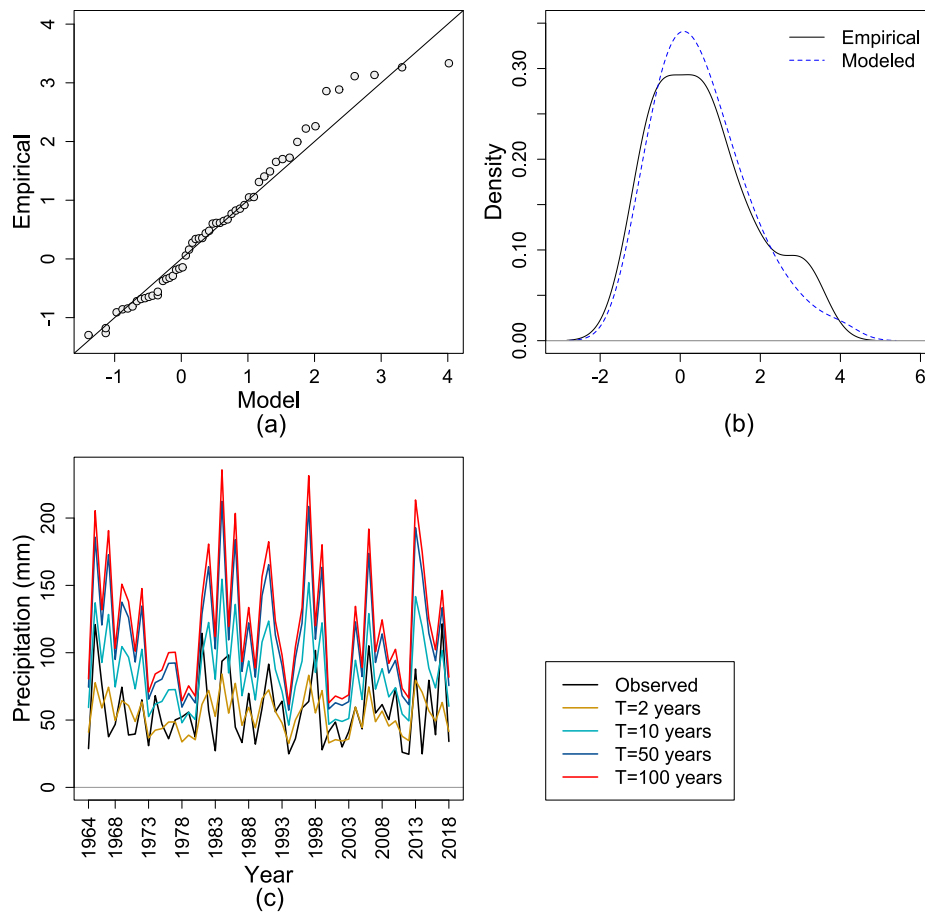 4
3
2
1
0
-1
Empirical
-1 0 1 2 3 4
Model
(a)
0.30
0.20
0.10
0.00
Density
Empirical
Modeled
-2 0 2 4 6
(b)
200
150
100
50
0
Precipitation (mm)
1964 1968 1973 1978 1983 1988 1993 1998 2003 2008 2013 2018
Year
(c)
Observed
T=2 years
T=10 years
T=50 years
T=100 years